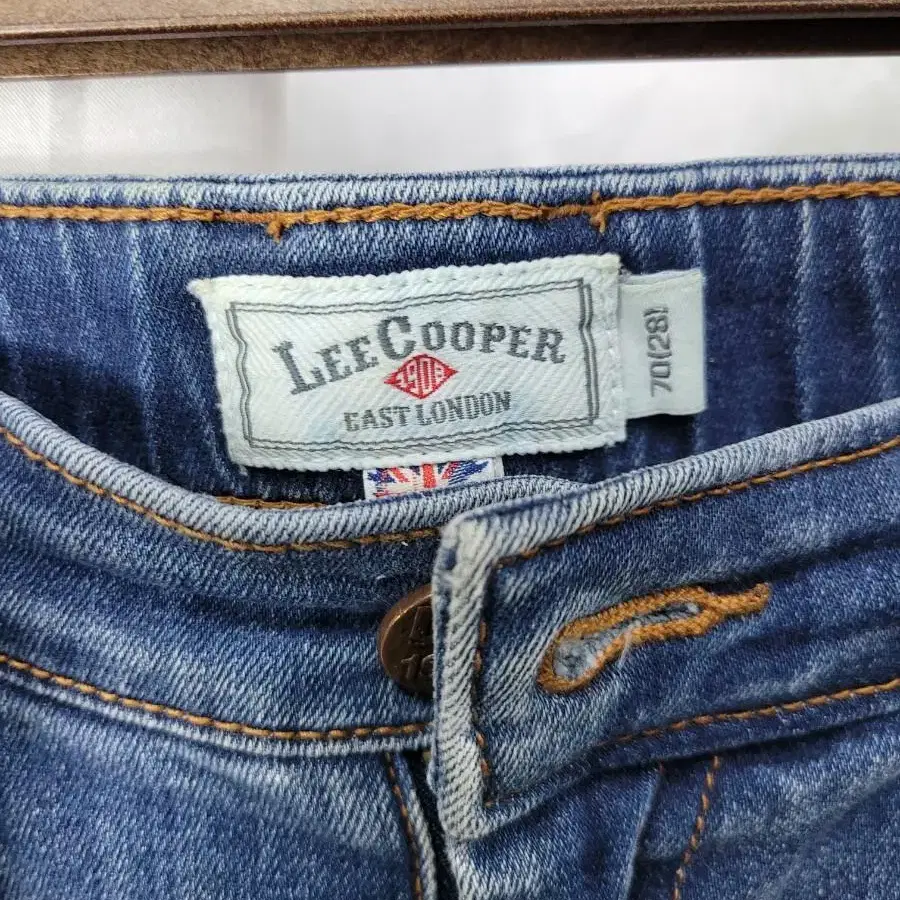 LEE COOPER
1908
EAST LONDON
70(28)